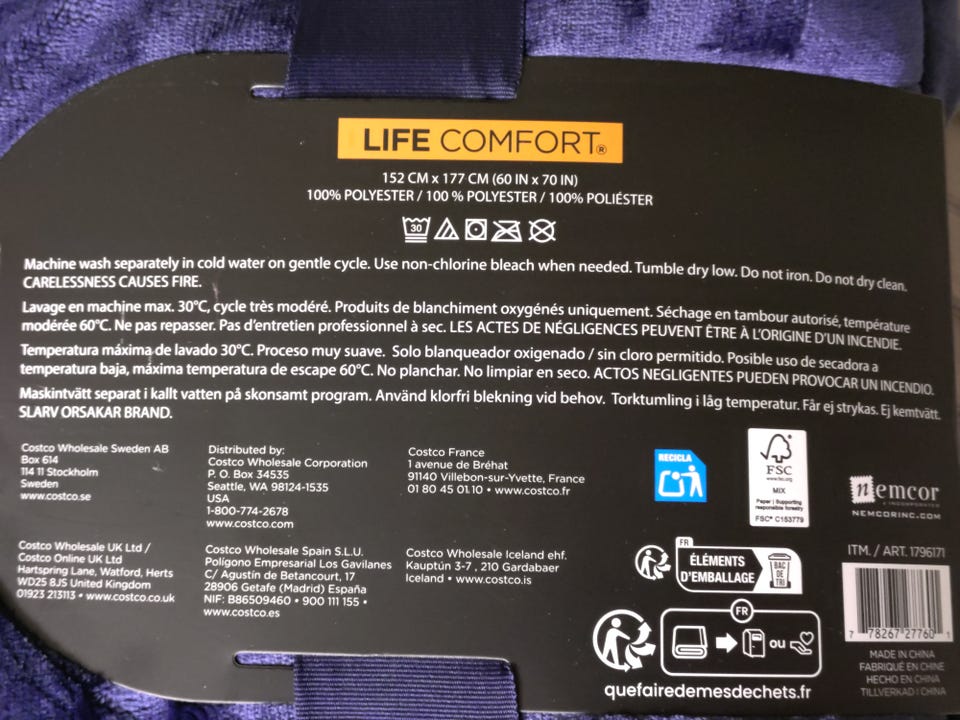 LIFE COMFORT®
152 CM x 177 CM (60 IN x 70 IN)
100% POLYESTER / 100 % POLYESTER / 100% POLIÉSTER
30
Machine wash separately in cold water on gentle cycle. Use non-chlorine bleach when needed. Tumble dry low. Do not iron. Do not dry clean.
CARELESSNESS CAUSES FIRE.
Lavage en machine max. 30°C, cycle très modéré. Produits de blanchiment oxygénés uniquement. Séchage en tambour autorisé, température
modérée 60°C. Ne pas repasser. Pas d'entretien professionnel à sec. LES ACTES DE NÉGLIGENCES PEUVENT ÊTRE À L'ORIGINE D'UN INCENDIE.
Temperatura máxima de lavado 30°C. Proceso muy suave. Solo blanqueador oxigenado / sin cloro permitido. Posible uso de secadora a
temperatura baja, máxima temperatura de escape 60°C. No planchar. No limpiar en seco. ACTOS NEGLIGENTES PUEDEN PROVOCAR UN INCENDIO.
Maskintvätt separat i kallt vatten på skonsamt program. Använd klorfri blekning vid behov. Torktumling i låg temperatur. Får ej strykas. Ej kemtvätt.
SLARV ORSAKAR BRAND.
Costco Wholesale Sweden AB
Box 614
114 11 Stockholm
Sweden
www.costco.se
Distributed by:
Costco Wholesale Corporation
P. O. Box 34535
Seattle, WA 98124-1535
USA
1-800-774-2678
www.costco.com
Costco France
1 avenue de Bréhat
91140 Villebon-sur-Yvette, France
01 80 45 01 10 • www.costco.fr
RECICLA
FSC
www.fsc.org
MIX
Paper | Supporting
responsible forestry
FSC® C153779
nemcor
INCORPORATED
NEMCORINC.COM
Costco Wholesale UK Ltd /
Costco Online UK Ltd
Hartspring Lane, Watford, Herts
WD25 8JS United Kingdom
01923 213113 • www.costco.co.uk
Costco Wholesale Spain S.L.U.
Polígono Empresarial Los Gavilanes
C/ Agustín de Betancourt, 17
28906 Getafe (Madrid) España
NIF: B86509460 • 900 111 155 •
www.costco.es
Costco Wholesale Iceland ehf.
Kauptún 3-7 , 210 Gardabaer
Iceland • www.costco.is
FR
ÉLÉMENTS
D'EMBALLAGE
BAC
DE
TRI
FR
ou
quefairedemesdechets.fr
ITM. / ART. 1796171
7 78267 27760 1
MADE IN CHINA
FABRIQUÉ EN CHINE
HECHO EN CHINA
TILLVERKAD I CHINA